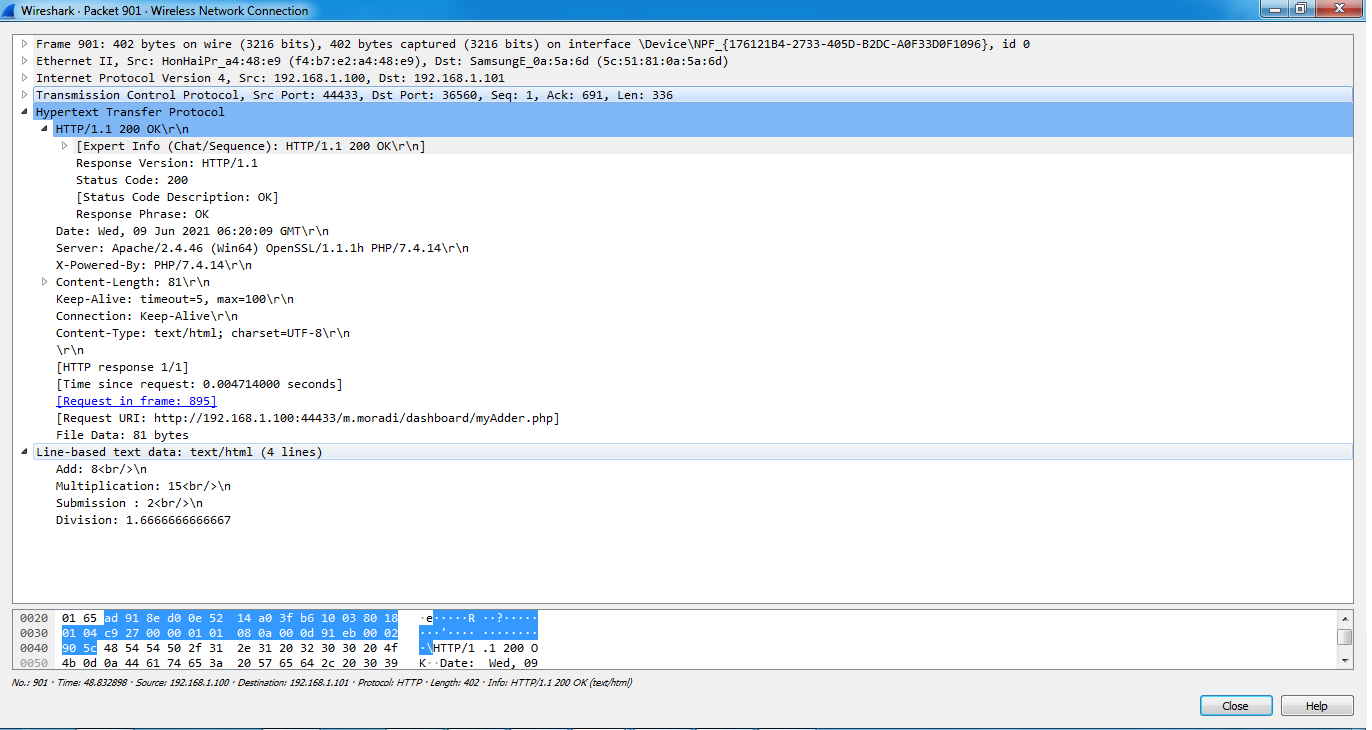 Wireshark · Packet 901 · Wireless Network Connection
Frame 901: 402 bytes on wire (3216 bits), 402 bytes captured (3216 bits) on interface \Device\NPF_{176121B4-2733-405D-B2DC-A0F33D0F1096}, id 0
Ethernet II, Src: HonHaiPr_a4:48:e9 (f4:b7:e2:a4:48:e9), Dst: SamsungE_0a:5a:6d (5c:51:81:0a:5a:6d)
Internet Protocol Version 4, Src: 192.168.1.100, Dst: 192.168.1.101
Transmission Control Protocol, Src Port: 44433, Dst Port: 36560, Seq: 1, Ack: 691, Len: 336
Hypertext Transfer Protocol
HTTP/1.1 200 OK\r\n
[Expert Info (Chat/Sequence): HTTP/1.1 200 OK\r\n]
Response Version: HTTP/1.1
Status Code: 200
[Status Code Description: OK]
Response Phrase: OK
Date: Wed, 09 Jun 2021 06:20:09 GMT\r\n
Server: Apache/2.4.46 (Win64) OpenSSL/1.1.1h PHP/7.4.14\r\n
X-Powered-By: PHP/7.4.14\r\n
Content-Length: 81\r\n
Keep-Alive: timeout=5, max=100\r\n
Connection: Keep-Alive\r\n
Content-Type: text/html; charset=UTF-8\r\n
\r\n
[HTTP response 1/1]
[Time since request: 0.004714000 seconds]
[Request in frame: 895]
[Request URI: http://192.168.1.100:44433/m.moradi/dashboard/myAdder.php]
File Data: 81 bytes
Line-based text data: text/html (4 lines)
Add: 8<br/>\n
Multiplication: 15<br/>\n
Submission : 2<br/>\n
Division: 1.6666666666667
0020 01 65 ad 91 8e d0 0e 52 14 a0 3f b6 10 03 80 18 ·e·····R ··?·····
0030 01 04 c9 27 00 00 01 01 08 0a 00 0d 91 eb 00 02 ···'···· ········
0040 90 5c 48 54 54 50 2f 31 2e 31 20 32 30 30 20 4f ·\HTTP/1 .1 200 O
0050 4b 0d 0a 44 61 74 65 3a 20 57 65 64 2c 20 30 39 K··Date: Wed, 09
No.: 901 · Time: 48.832898 · Source: 192.168.1.100 · Destination: 192.168.1.101 · Protocol: HTTP · Length: 402 · Info: HTTP/1.1 200 OK (text/html)
Close Help